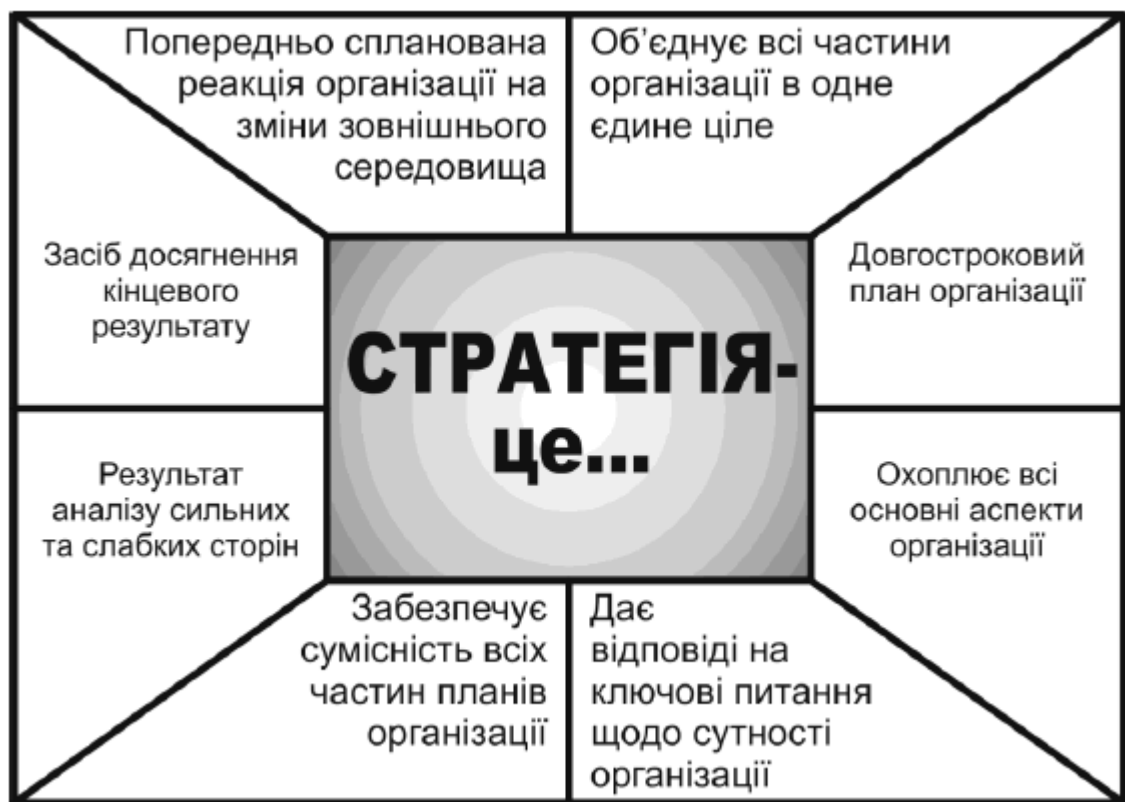 Попередньо спланована
реакція організації на
зміни зовнішнього
середовища
Об’єднує всі частини
організації в одне
єдине ціле
Засіб досягнення
кінцевого
результату
Довгостроковий
план організації
СТРАТЕГІЯ-
це...
Результат
аналізу сильних
та слабких сторін
Охоплює всі
основні аспекти
організації
Забезпечує
сумісність всіх
частин планів
організації
Дає
відповіді на
ключові питання
щодо сутності
організації